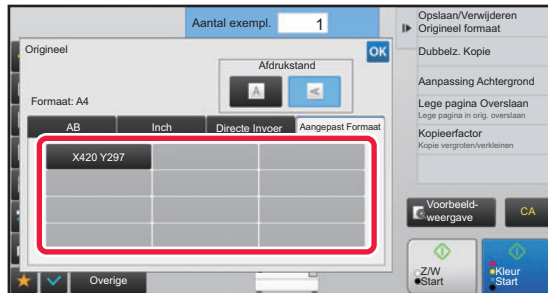 Aantal exempl.
1
Origineel
OK
Afdrukstand
A
A
Formaat: A4
AB
Inch
Directe Invoer
Aangepast Formaat
X420 Y297
Overige
Opslaan/Verwijderen
Origineel formaat
Dubbelz. Kopie
Aanpassing Achtergrond
Lege pagina Overslaan
Lege pagina in orig. overslaan
Kopieerfactor
Kopie vergroten/verkleinen
Voorbeeld-
weergave
CA
Z/W
Start
Kleur
Start